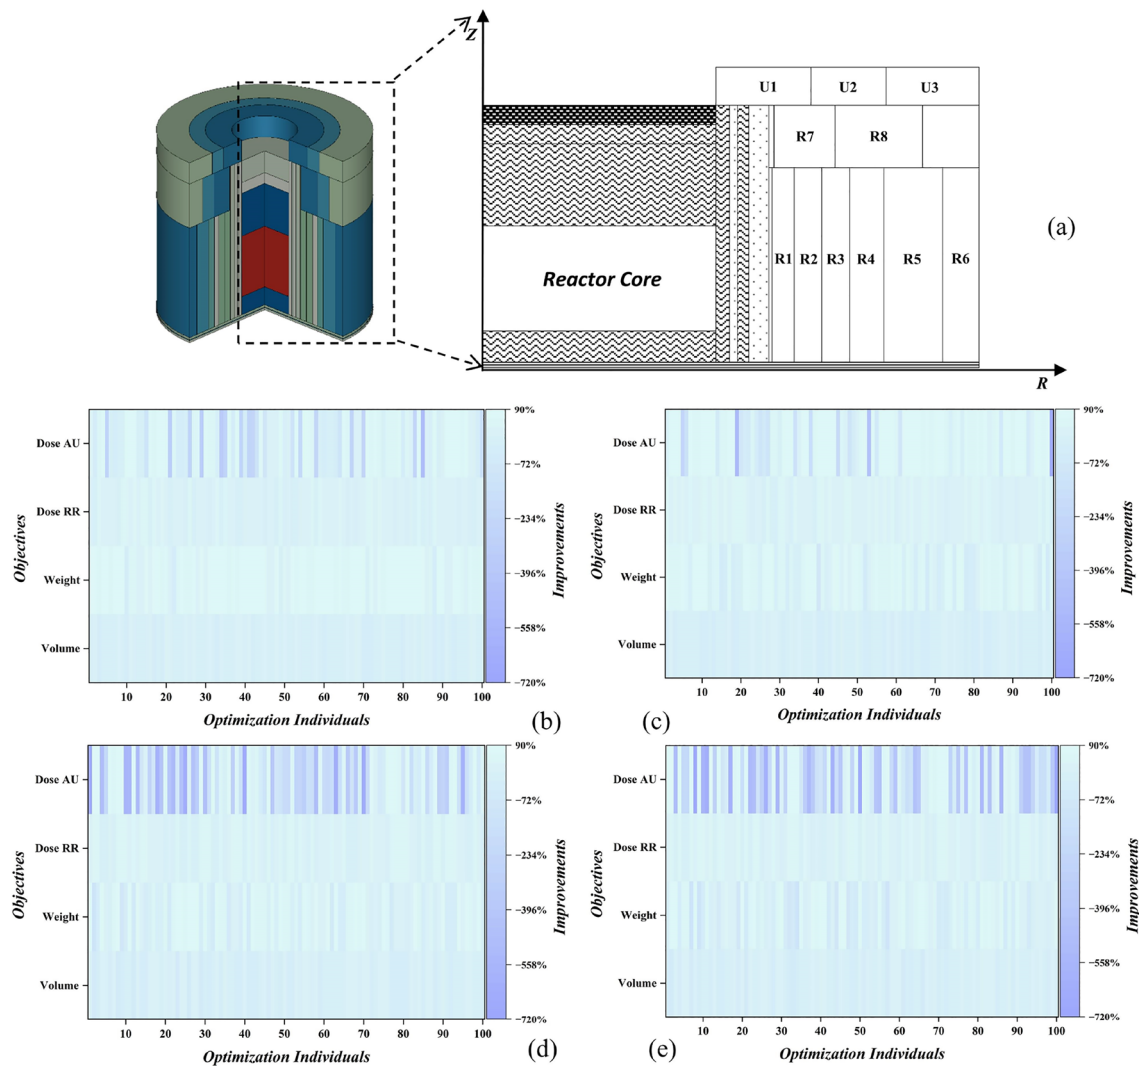 Z
U1 U2 U3
R7 R8
(a)
R1 R2 R3 R4 R5 R6
Reactor Core
R
90%
Dose AU
−72%
Dose RR
−234%
Objectives
Improvements
−396%
Weight
−558%
Volume
−720%
10 20 30 40 50 60 70 80 90 100
Optimization Individuals
(b)
90%
Dose AU
−72%
Dose RR
−234%
Objectives
Improvements
−396%
Weight
−558%
Volume
−720%
10 20 30 40 50 60 70 80 90 100
Optimization Individuals
(c)
90%
Dose AU
−72%
Dose RR
−234%
Objectives
Improvements
−396%
Weight
−558%
Volume
−720%
10 20 30 40 50 60 70 80 90 100
Optimization Individuals
(d)
90%
Dose AU
−72%
Dose RR
−234%
Objectives
Improvements
−396%
Weight
−558%
Volume
−720%
10 20 30 40 50 60 70 80 90 100
Optimization Individuals
(e)